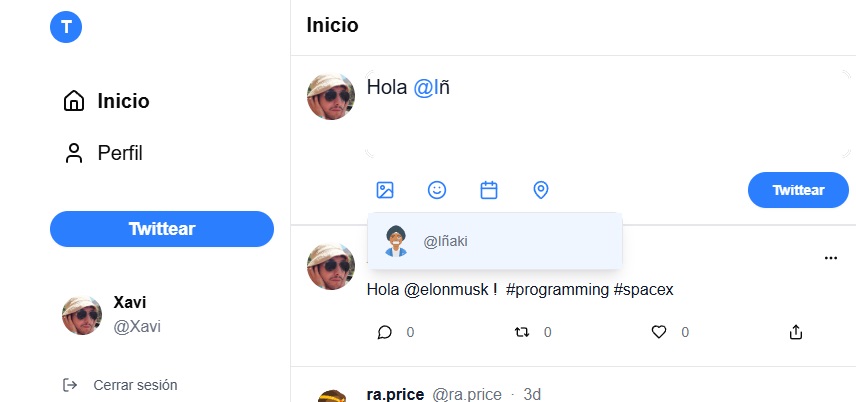 T
Inicio
Perfil
Twittear
Xavi
@Xavi
Cerrar sesión
Inicio
Hola @Iñ
Twittear
@Iñaki
Hola @elonmusk ! #programming #spacex
0
0
0
ra.price @ra.price · 3d